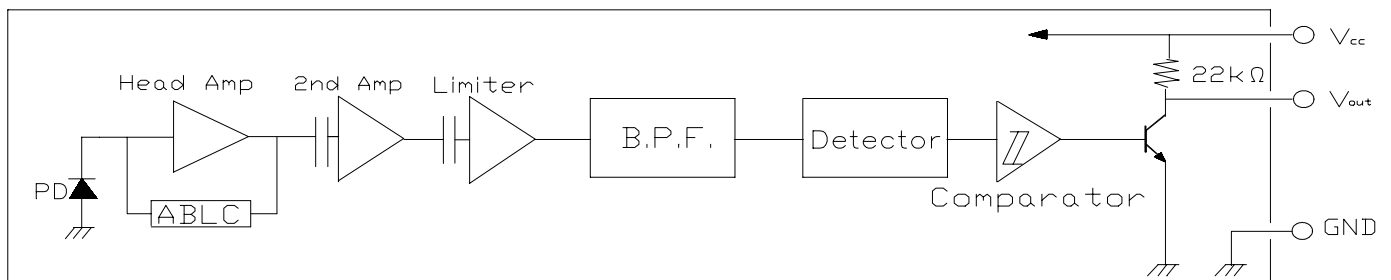 Vcc
Head Amp
2nd Amp
Limiter
22kΩ
Vout
B.P.F.
Detector
PD
ABLC
Comparator
GND